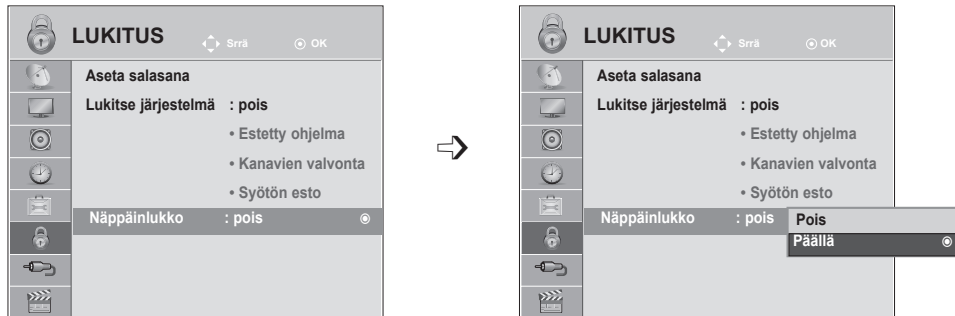 LUKITUS
Srrä
OK
Aseta salasana
Lukitse järjestelmä : pois
• Estetty ohjelma
• Kanavien valvonta
• Syötön esto
Näppäinlukko : pois
LUKITUS
Srrä
OK
Aseta salasana
Lukitse järjestelmä : pois
• Estetty ohjelma
• Kanavien valvonta
• Syötön esto
Näppäinlukko : pois
Pois
Päällä